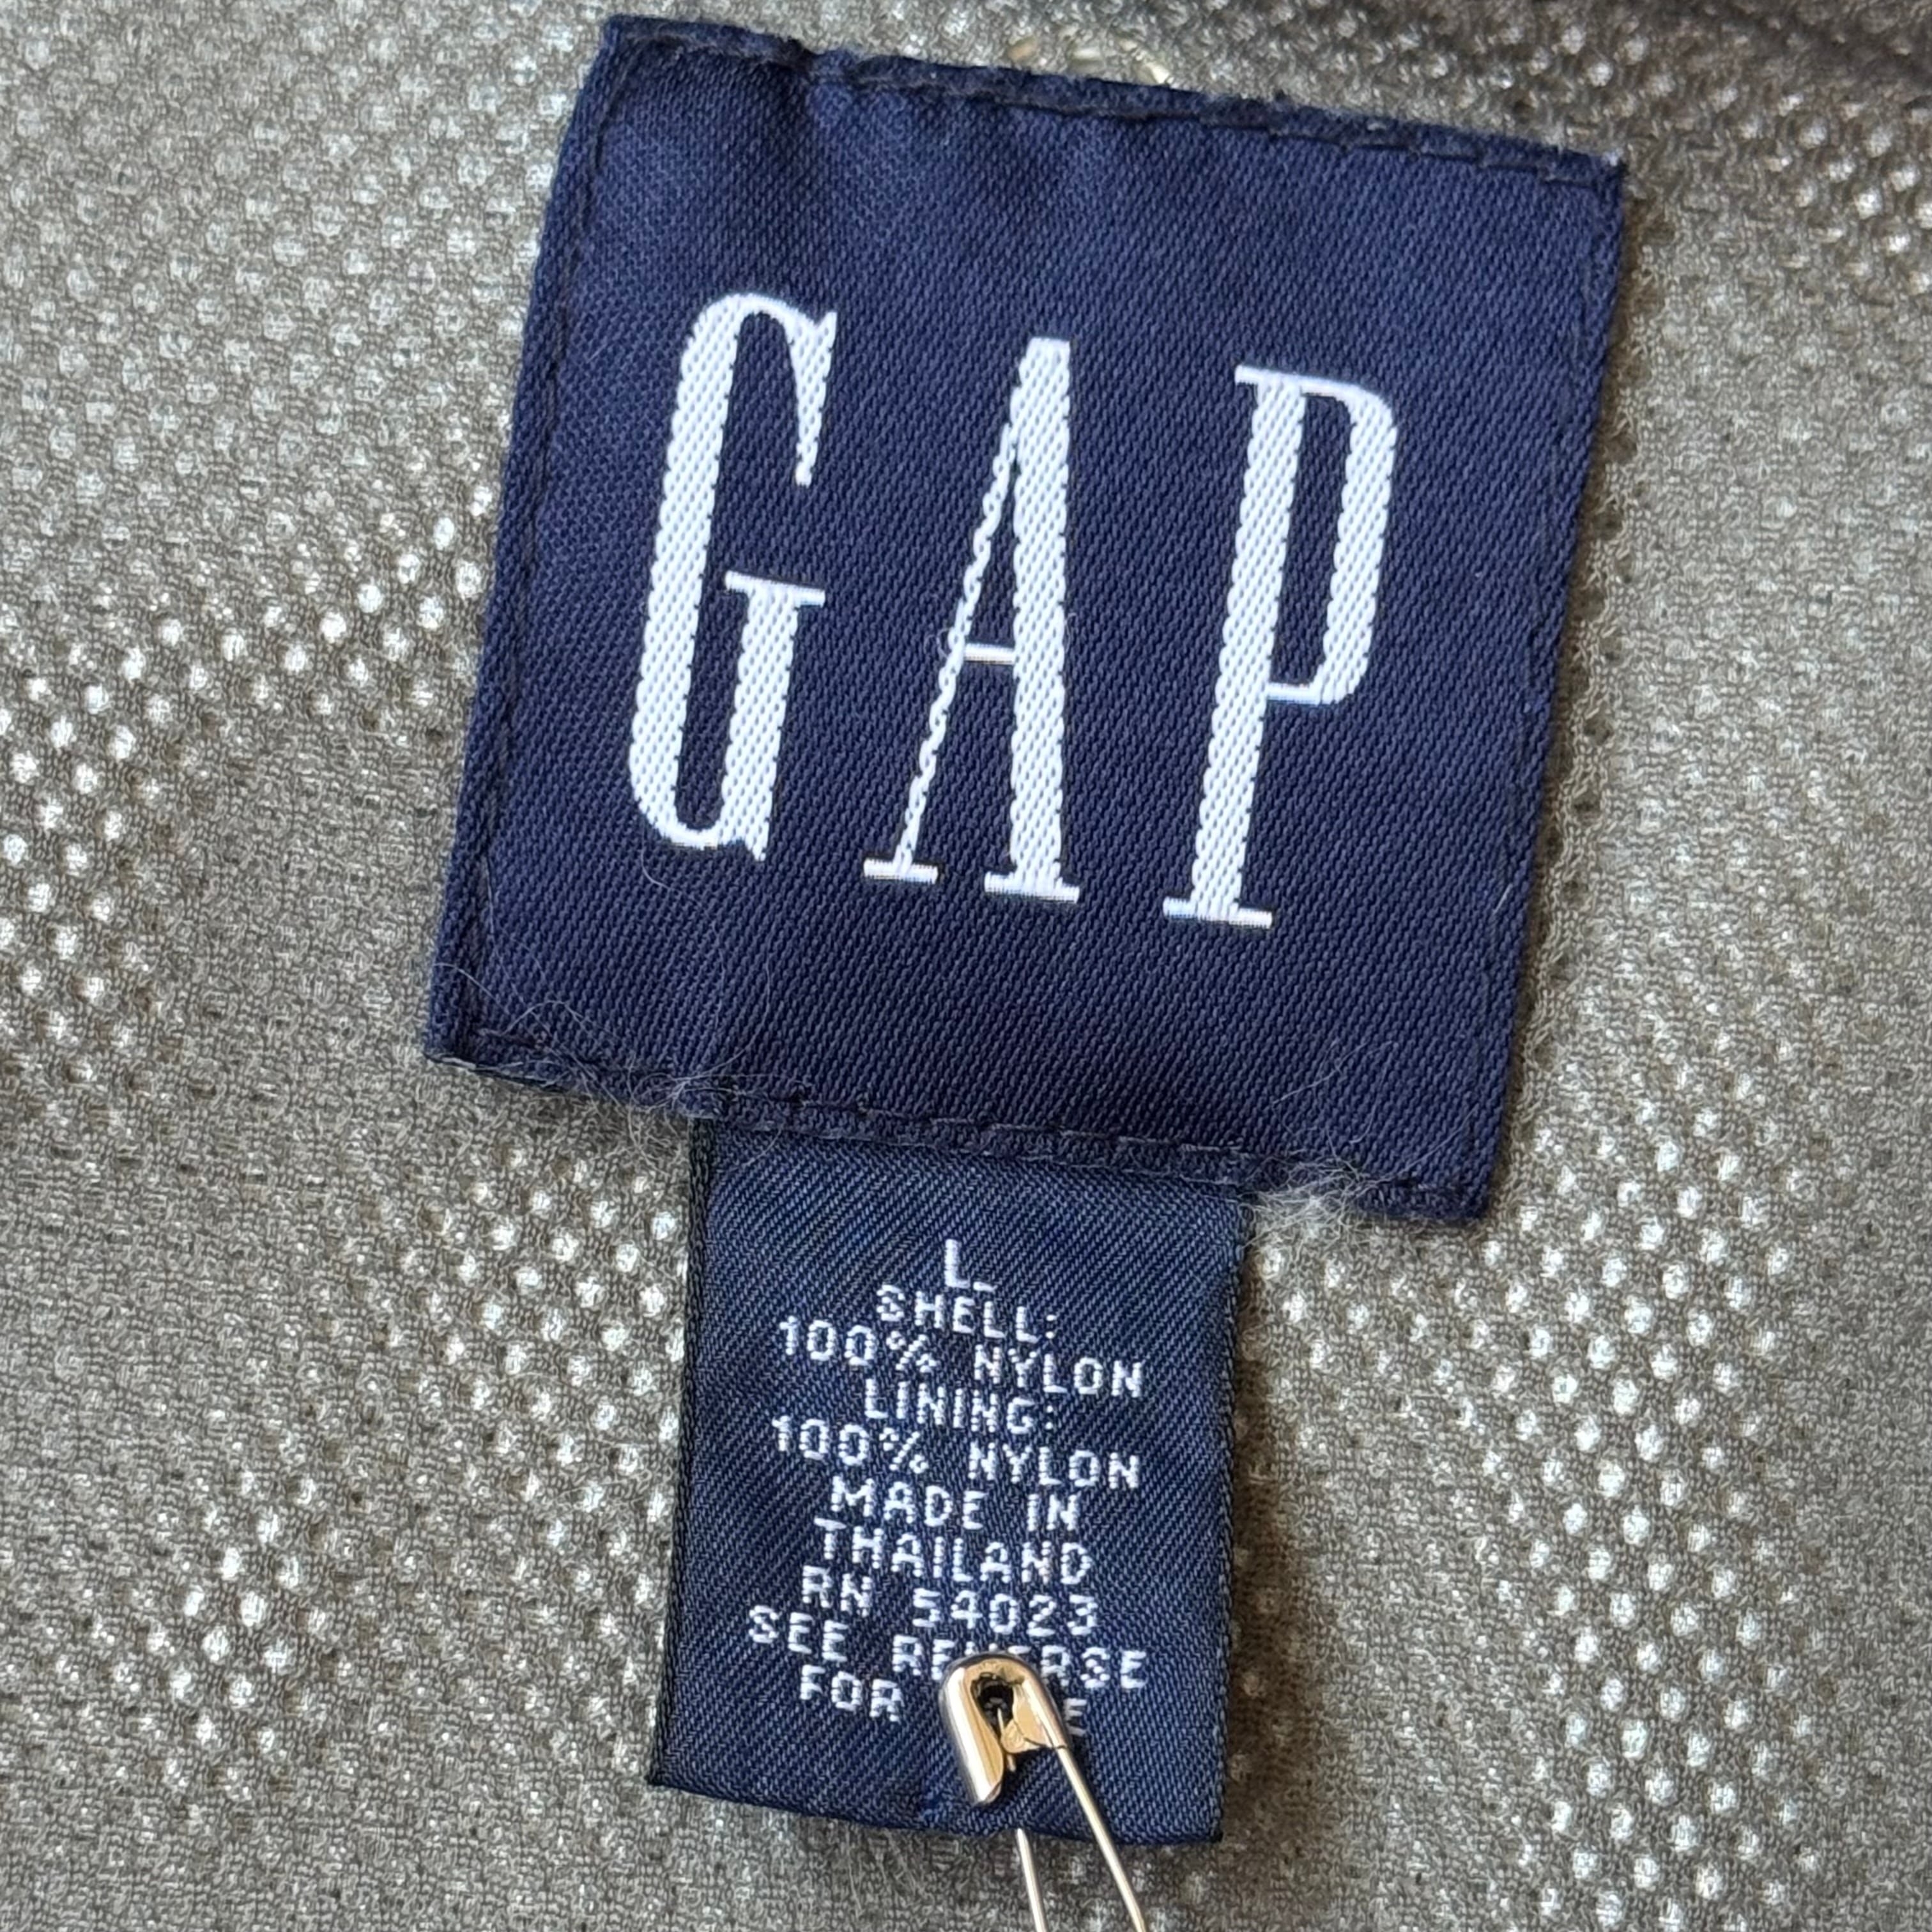 GAP
L
SHELL:
100% NYLON
LINING:
100% NYLON
MADE IN
THAILAND
RN 54023
SEE REVERSE
FOR